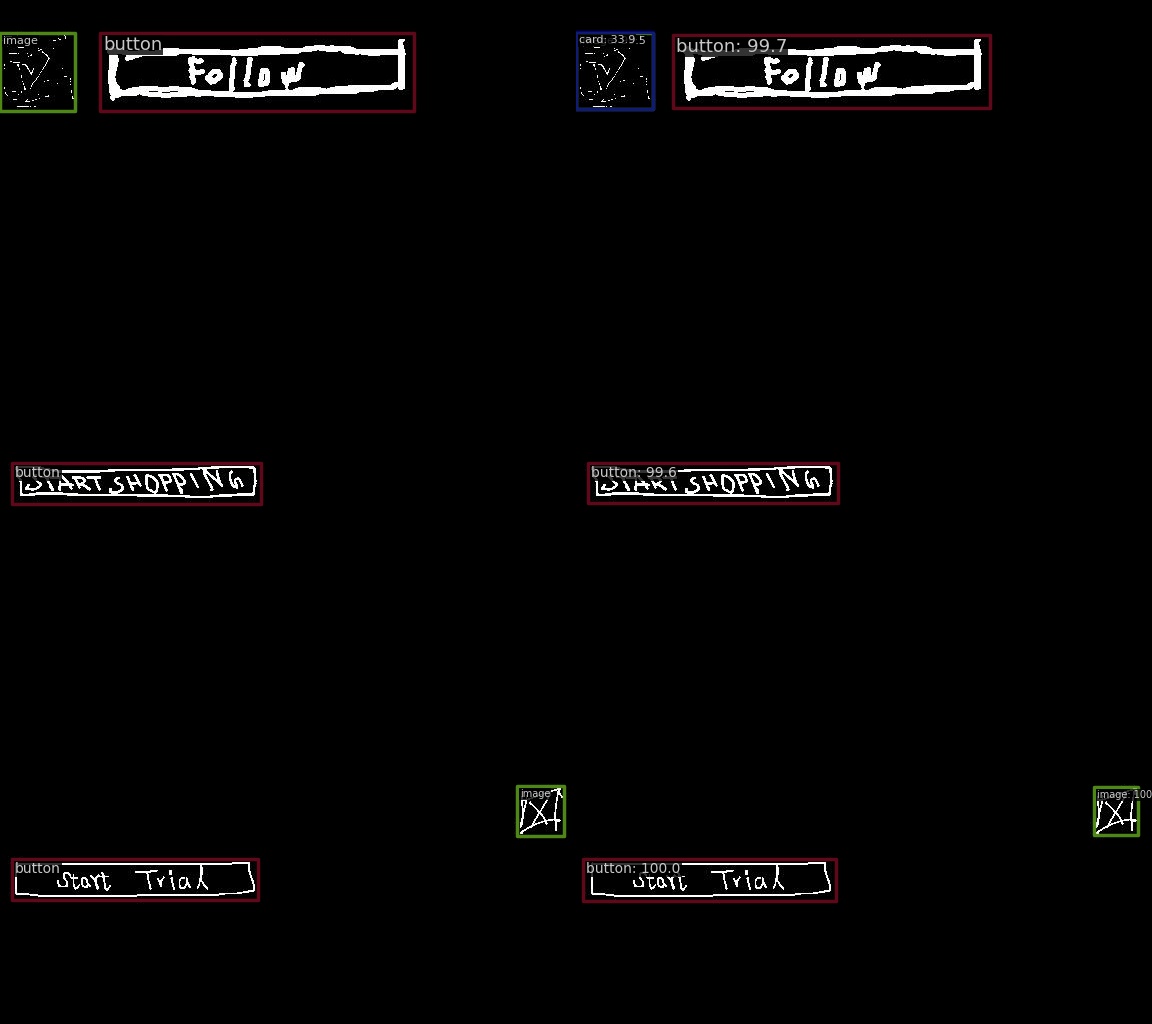 image button card: 33.9.5 button: 99.7
Follow Follow
button button: 99.6
START SHOPPING START SHOPPING
image image: 100
button button: 100.0
Start Trial Start Trial